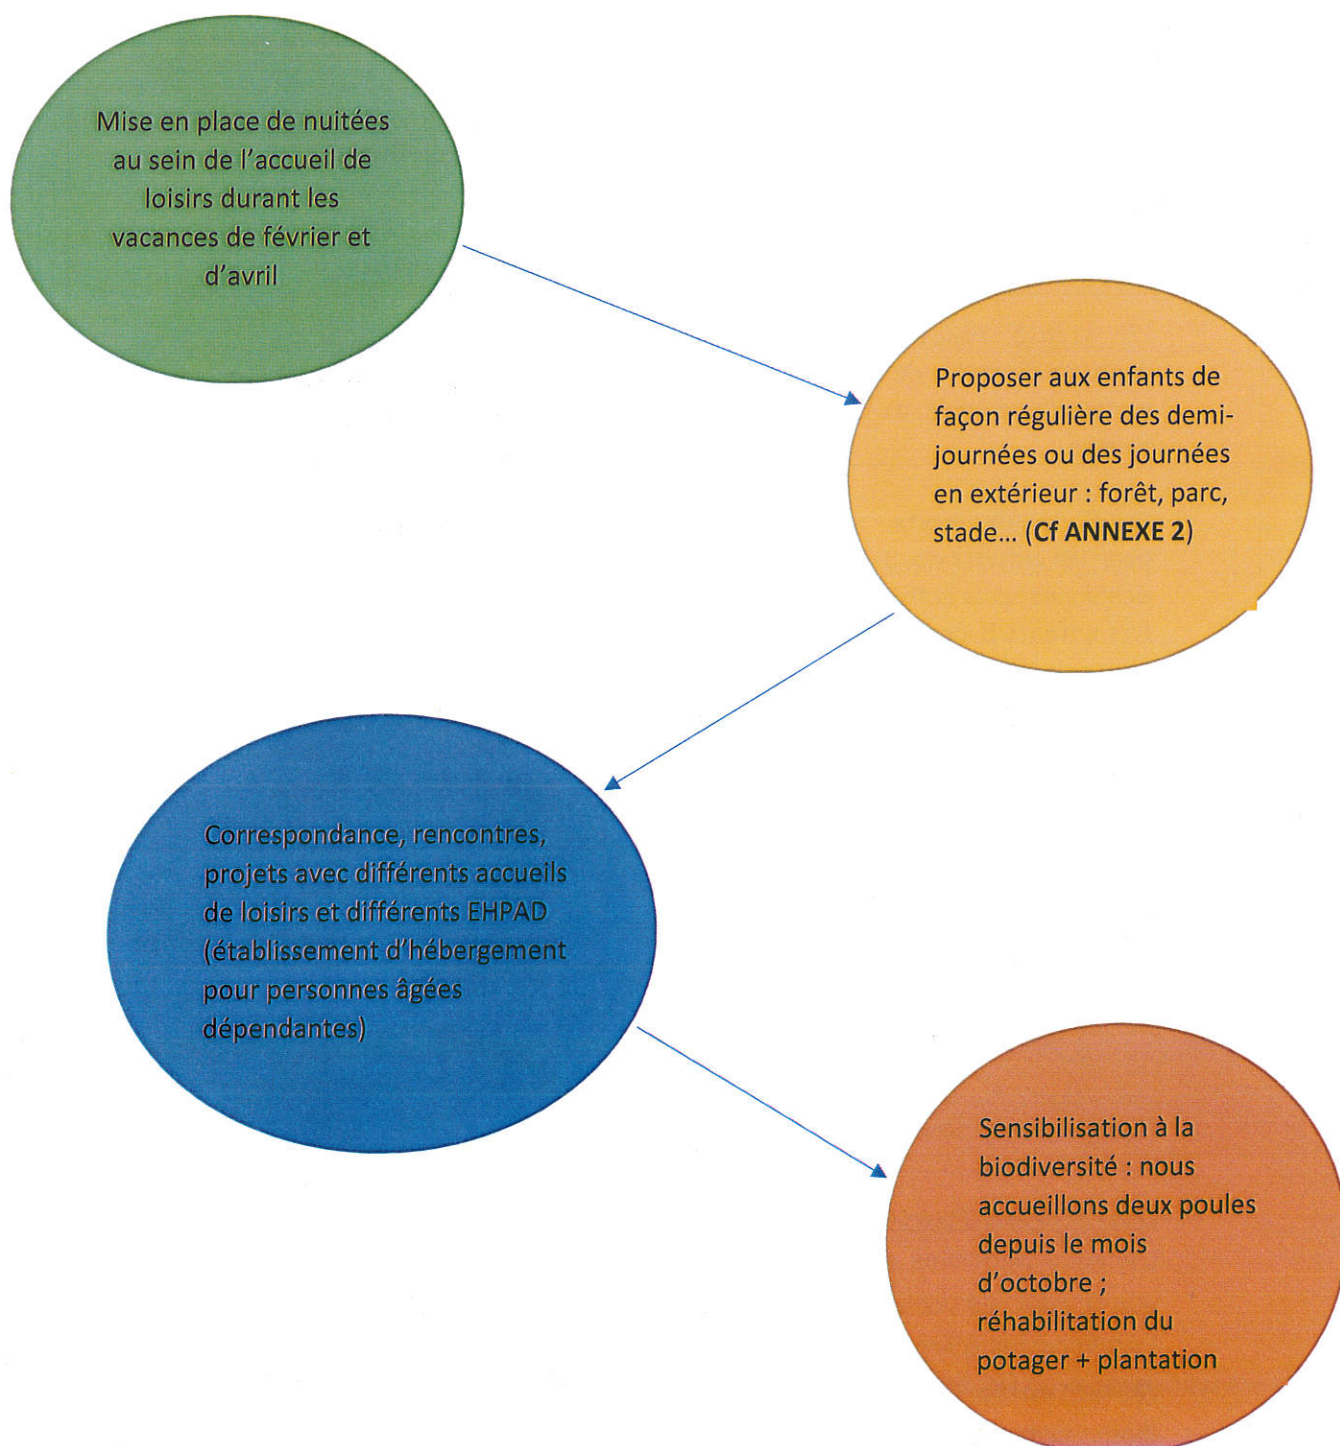 Mise en place de nuitées
au sein de l'accueil de
loisirs durant les
vacances de février et
d'avril
Proposer aux enfants de
façon régulière des demi-
journées ou des journées
en extérieur : forêt, parc,
stade... (Cf ANNEXE 2)
Correspondance, rencontres,
projets avec différents accueils
de loisirs et différents EHPAD
(établissement d'hébergement
pour personnes âgées
dépendantes)
Sensibilisation à la
biodiversité : nous
accueillons deux poules
depuis le mois
d'octobre ;
réhabilitation du
potager + plantation